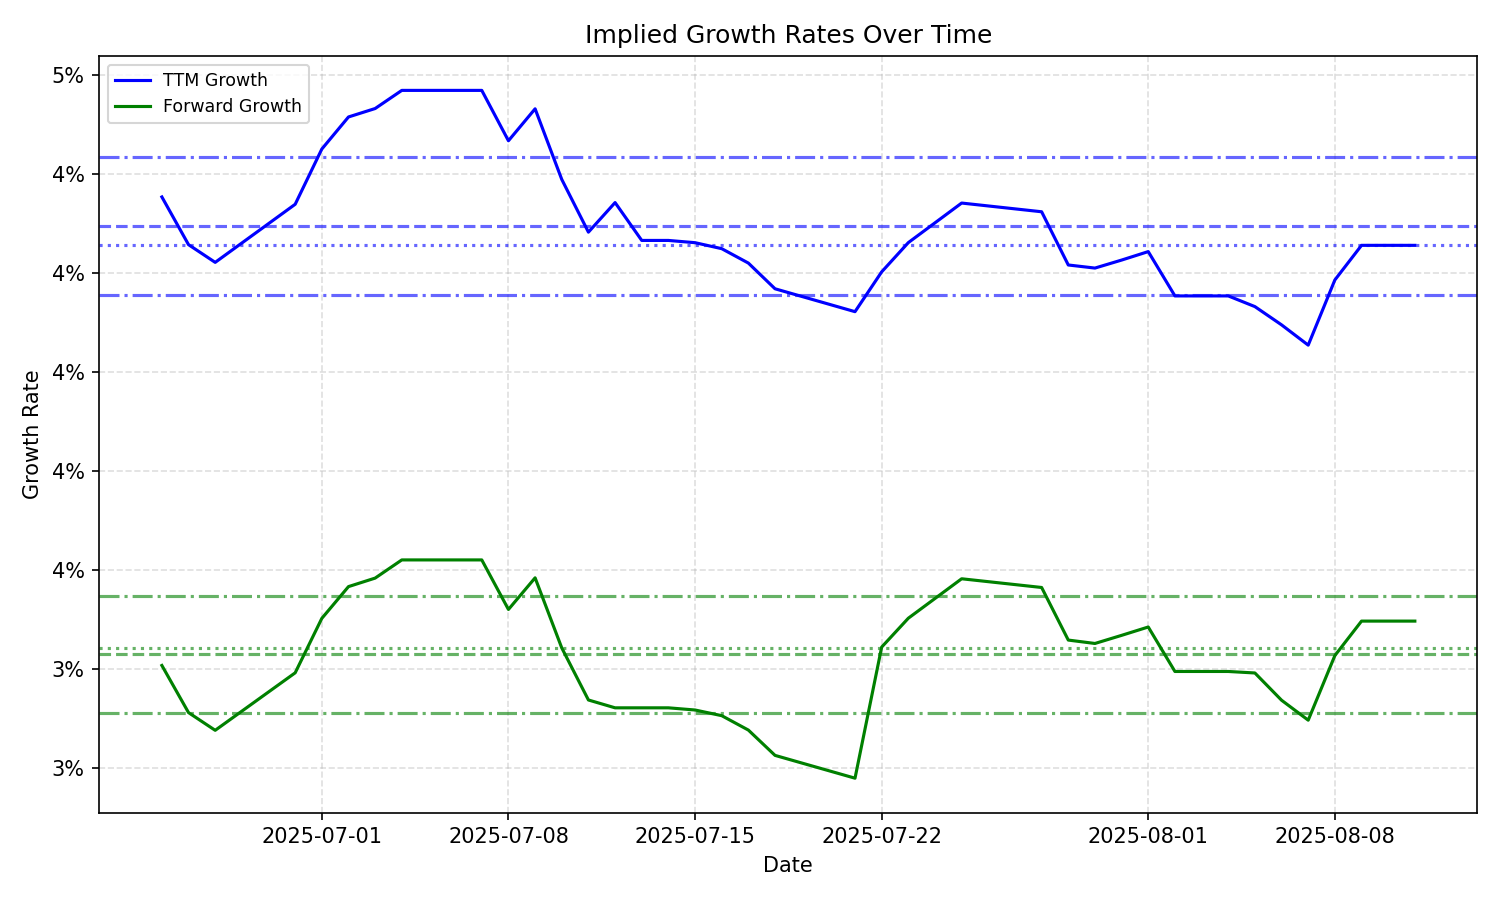 Implied Growth Rates Over Time
TTM Growth
Forward Growth
5%
4%
4%
4%
4%
4%
3%
3%
Growth Rate
2025-07-01
2025-07-08
2025-07-15
2025-07-22
2025-08-01
2025-08-08
Date